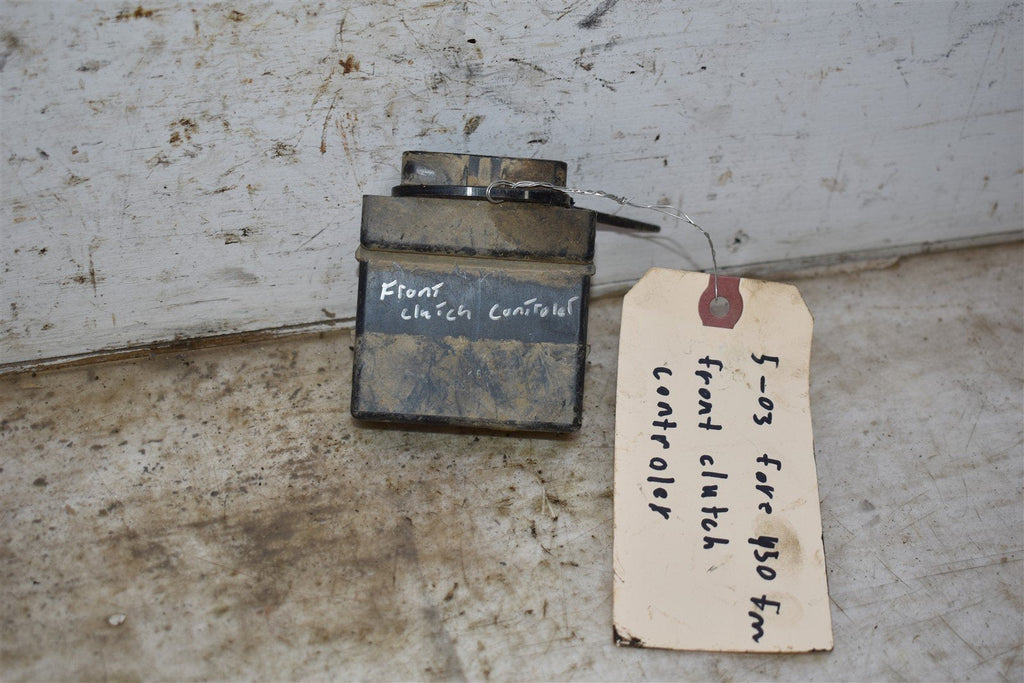 Front
clutch Controler
5-03 fore 450 fm
front clutch
controler